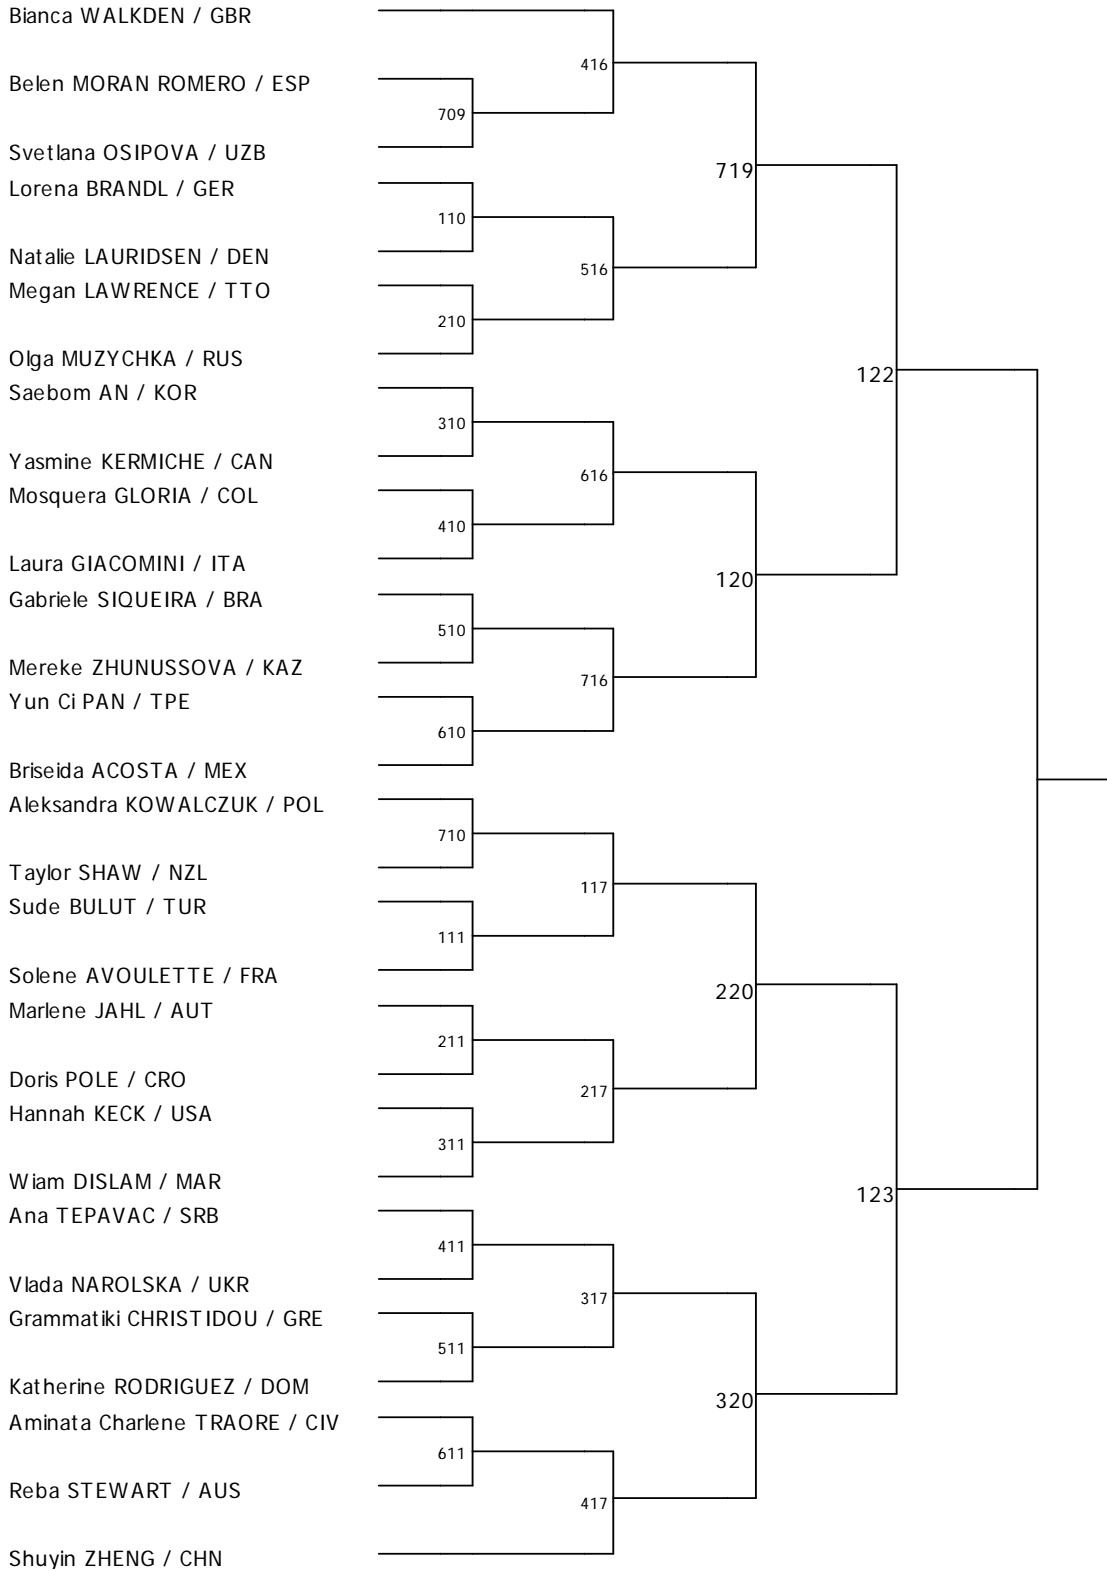 Bianca WALKDEN / GBR
416
Belen MORAN ROMERO / ESP
709
Svetlana OSIPOVA / UZB
719
Lorena BRANDL / GER
110
Natalie LAURIDSEN / DEN
516
Megan LAWRENCE / TTO
210
Olga MUZYCHKA / RUS
122
Saebom AN / KOR
310
Yasmine KERMICHE / CAN
616
Mosquera GLORIA / COL
410
Laura GIACOMINI / ITA
120
Gabriele SIQUEIRA / BRA
510
Mereke ZHUNUSSOVA / KAZ
716
Yun Ci PAN / TPE
610
Briseida ACOSTA / MEX
Aleksandra KOWALCZUK / POL
710
Taylor SHAW / NZL
117
Sude BULUT / TUR
111
Solene AVOULETTE / FRA
220
Marlene JAHL / AUT
211
Doris POLE / CRO
217
Hannah KECK / USA
311
Wiam DISLAM / MAR
123
Ana TEPAVAC / SRB
411
Vlada NAROLSKA / UKR
317
Grammatiki CHRISTIDOU / GRE
511
Katherine RODRIGUEZ / DOM
320
Aminata Charlene TRAORE / CIV
611
Reba STEWART / AUS
417
Shuyin ZHENG / CHN